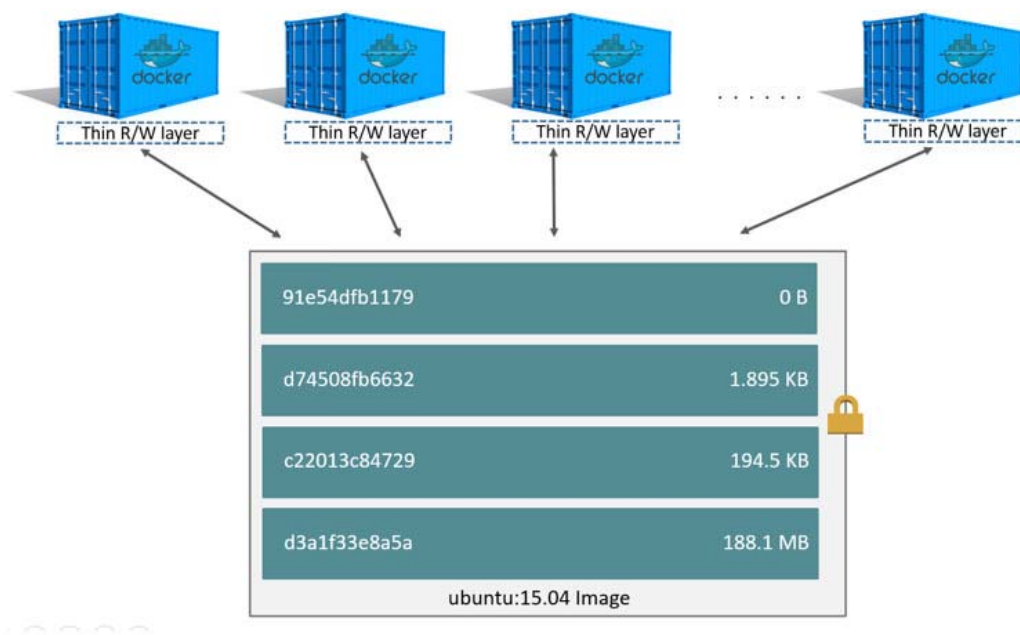 docker docker docker docker
Thin R/W layer Thin R/W layer Thin R/W layer . . . . . . Thin R/W layer
91e54dfb1179 0 B
d74508fb6632 1.895 KB
c22013c84729 194.5 KB
d3a1f33e8a5a 188.1 MB
ubuntu:15.04 Image